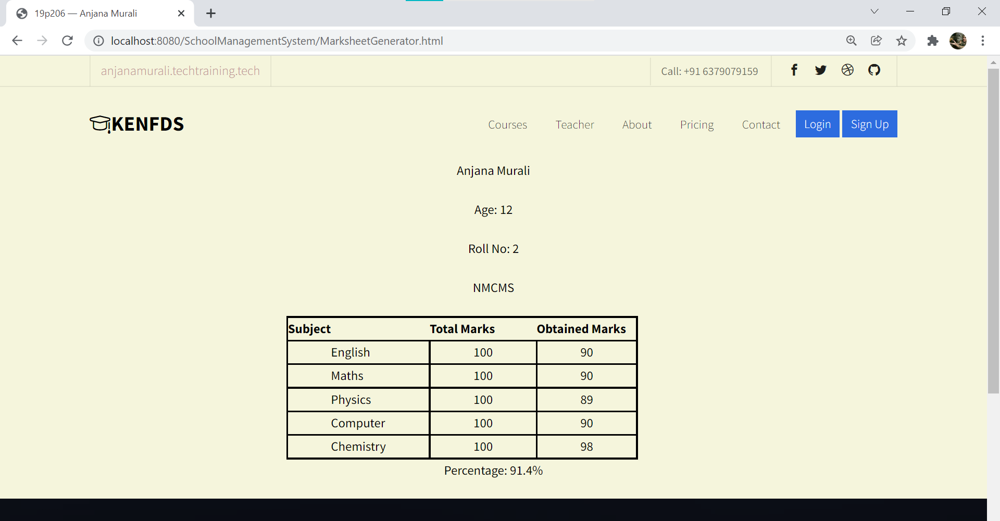 19p206 — Anjana Murali
localhost:8080/SchoolManagementSystem/MarksheetGenerator.html
anjanamurali.techtraining.tech
Call: +91 6379079159
KENFDS
Courses Teacher About Pricing Contact Login Sign Up
Anjana Murali
Age: 12
Roll No: 2
NMCMS
Subject Total Marks Obtained Marks
English 100 90
Maths 100 90
Physics 100 89
Computer 100 90
Chemistry 100 98
Percentage: 91.4%